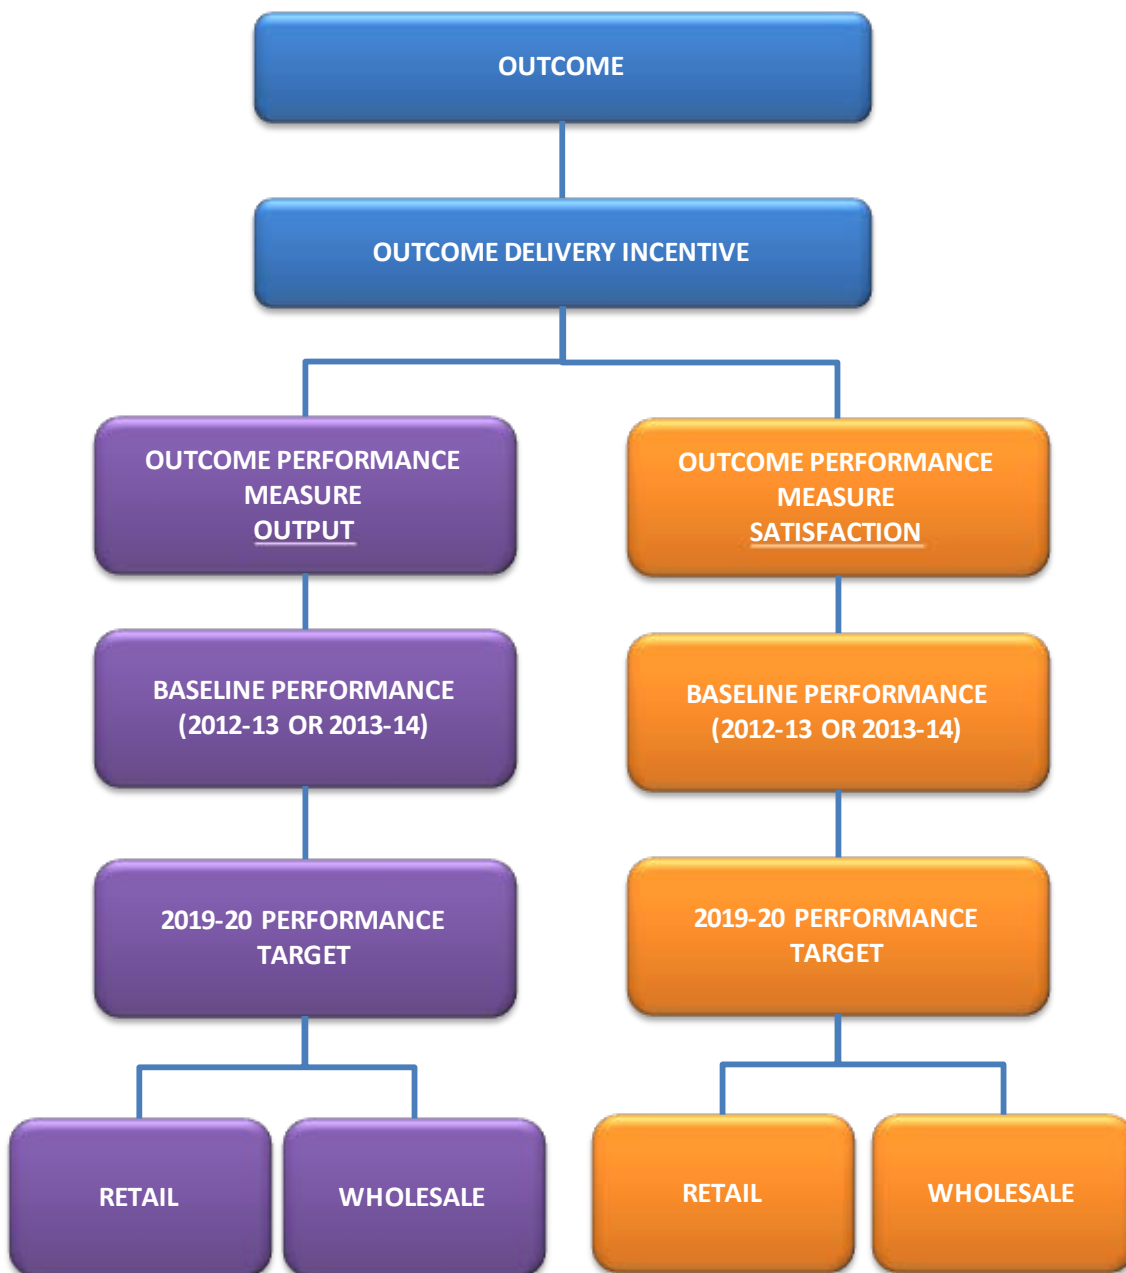 OUTCOME
OUTCOME DELIVERY INCENTIVE
OUTCOME PERFORMANCE
MEASURE
OUTPUT
OUTCOME PERFORMANCE
MEASURE
SATISFACTION
BASELINE PERFORMANCE
(2012-13 OR 2013-14)
BASELINE PERFORMANCE
(2012-13 OR 2013-14)
2019-20 PERFORMANCE
TARGET
2019-20 PERFORMANCE
TARGET
RETAIL
WHOLESALE
RETAIL
WHOLESALE